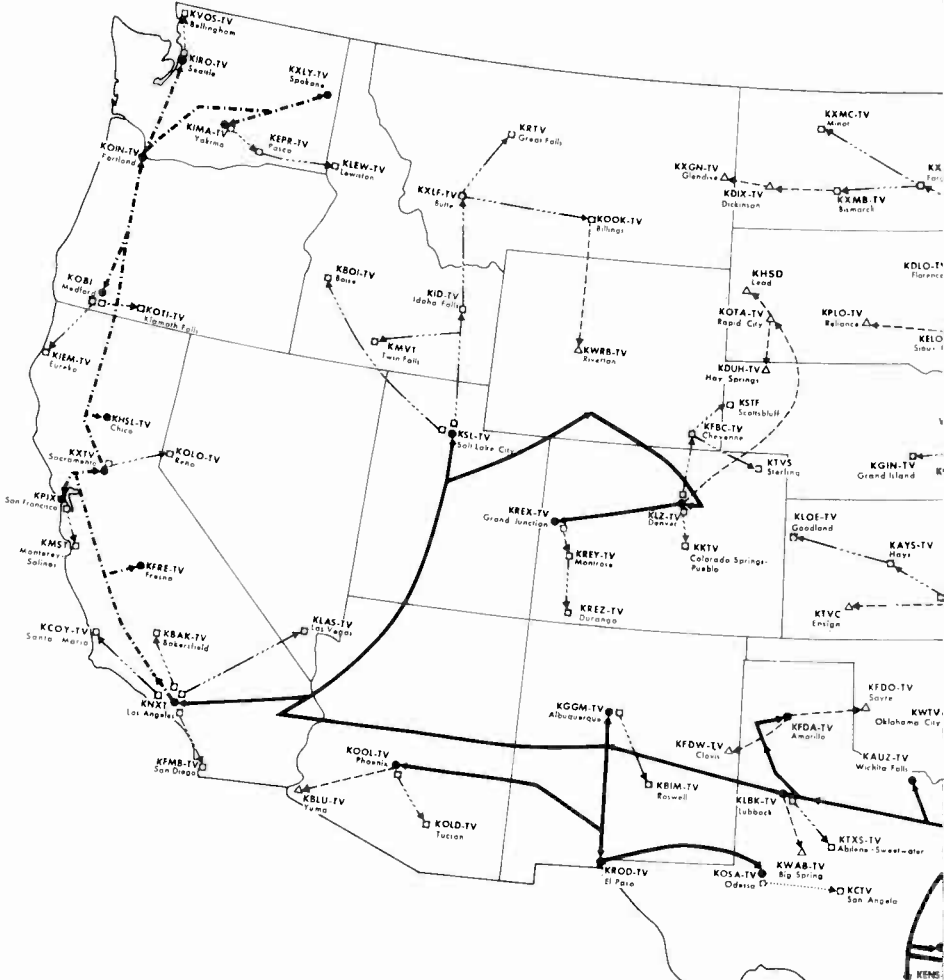 KVOS-TV
Bellingham
KIRO-TV
Seattle
KXLY-TV
Spokane
KIMA-TV
Yakima
KEPR-TV
Pasco
KOIN-TV
Portland
KLEW-TV
Lewiston
KRTV
Great Falls
KXLF-TV
Butte
KOOK-TV
Billings
KXMC-TV
Minot
KXGN-TV
Glendive
KDIX-TV
Dickinson
KXMB-TV
Bismarck
KX
KOBI
Medford
KOTI-TV
Klamath Falls
KIEM-TV
Eureka
KBOI-TV
Boise
KID-TV
Idaho Falls
KMVT
Twin Falls
KWRB-TV
Riverton
KHSD
Lead
KOTA-TV
Rapid City
KDUH-TV
Hay Springs
KDLO-TV
Florence
KPLO-TV
Reliance
KELO
Sioux
KHSL-TV
Chico
KXTV
Sacramento
KOLO-TV
Reno
KSL-TV
Salt Lake City
KSTF
Scottsbluff
KFBC-TV
Cheyenne
KTVS
Sterling
KGIN-TV
Grand Island
KPIX
San Francisco
KMST
Monterey-
Salinas
KFRE-TV
Fresno
KREX-TV
Grand Junction
KLZ-TV
Denver
KREY-TV
Montrose
KKTV
Colorado Springs-
Pueblo
KREZ-TV
Durango
KLOE-TV
Goodland
KAYS-TV
Hays
KTVC
Ensign
KCOY-TV
Santa Maria
KBAK-TV
Bakersfield
KLAS-TV
Las Vegas
KNXT
Los Angeles
KFMB-TV
San Diego
KOOL-TV
Phoenix
KBLU-TV
Yuma
KOLD-TV
Tucson
KGGM-TV
Albuquerque
KBIM-TV
Roswell
KFDW-TV
Clovis
KFDA-TV
Amarillo
KFDO-TV
Sayre
KWTV
Oklahoma City
KAUZ-TV
Wichita Falls
KLBK-TV
Lubbock
KTXS-TV
Abilene-Sweetwater
KWAB-TV
Big Spring
KROD-TV
El Paso
KOSA-TV
Odessa
KCTV
San Angelo
KENS